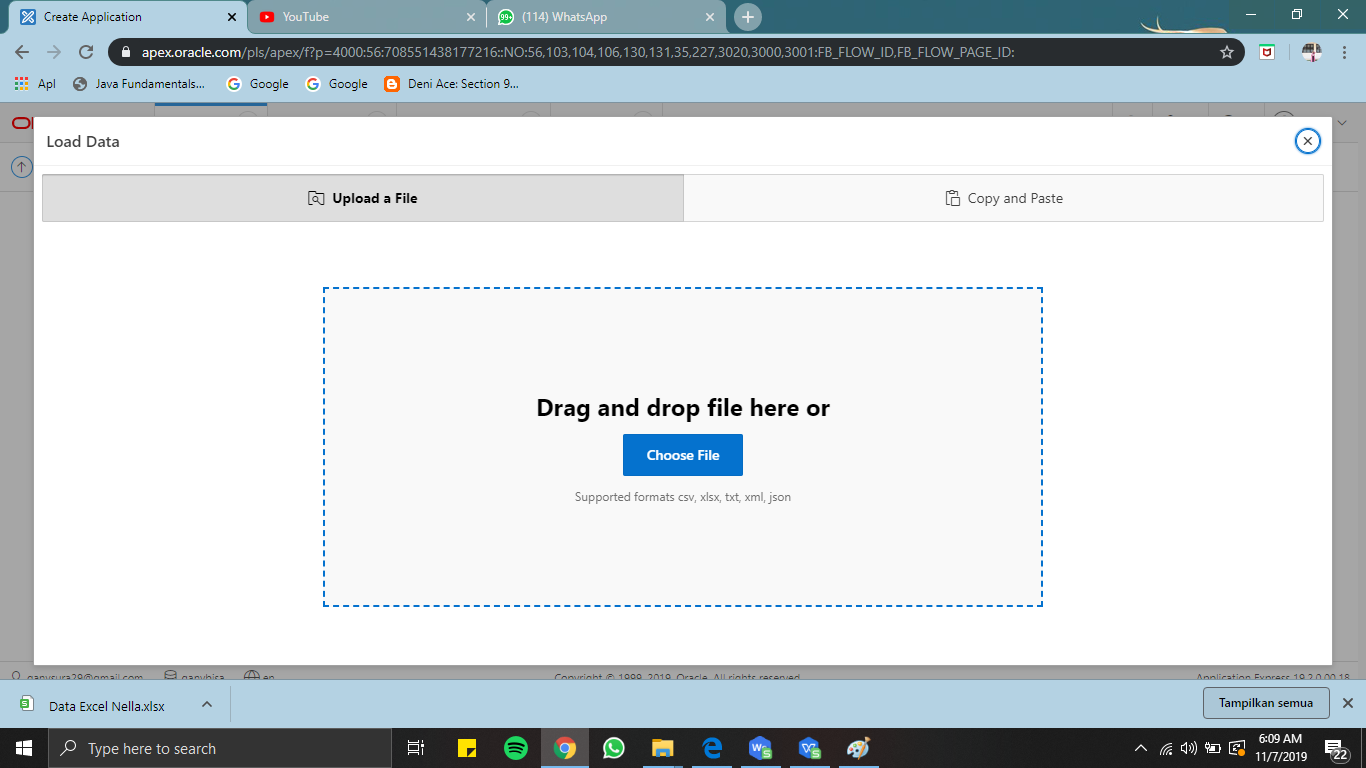 Create Application
YouTube
99+
(114) WhatsApp
apex.oracle.com/pls/apex/f?p=4000:56:708551438177216::NO:56,103,104,106,130,131,35,227,3020,3000,3001:FB_FLOW_ID,FB_FLOW_PAGE_ID:
Apl
Java Fundamentals...
Google
Google
Deni Ace: Section 9...
Load Data
Upload a File
Copy and Paste
Drag and drop file here or
Choose File
Supported formats csv, xlsx, txt, xml, json
ganysura29@gmail.com
ganybisa
en
Copyright © 1999, 2019, Oracle. All rights reserved.
Application Express 19.2.0.00.18
Data Excel Nella.xlsx
Tampilkan semua
Type here to search
6:09 AM
11/7/2019
22